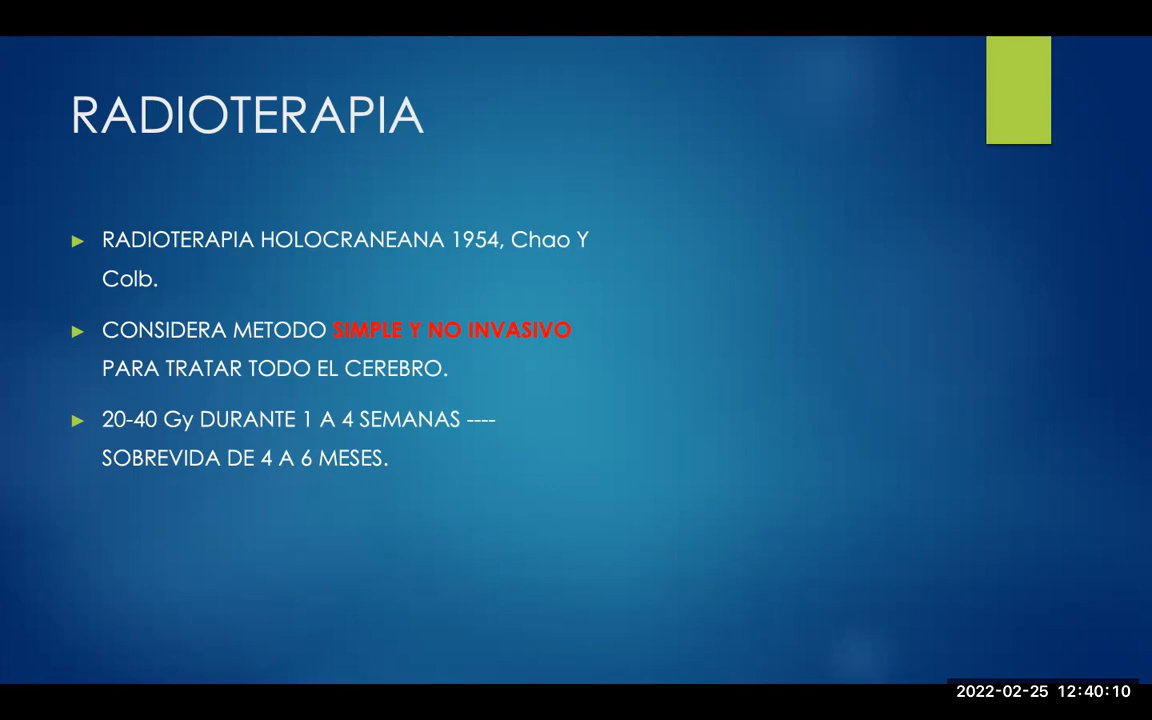 RADIOTERAPIA
RADIOTERAPIA HOLOCRANEANA 1954, Chao Y
Colb.
CONSIDERA METODO SIMPLE Y NO INVASIVO
PARA TRATAR TODO EL CEREBRO.
20-40 Gy DURANTE 1 A 4 SEMANAS ----
SOBREVIDA DE 4 A 6 MESES.
2022-02-25 12:40:10